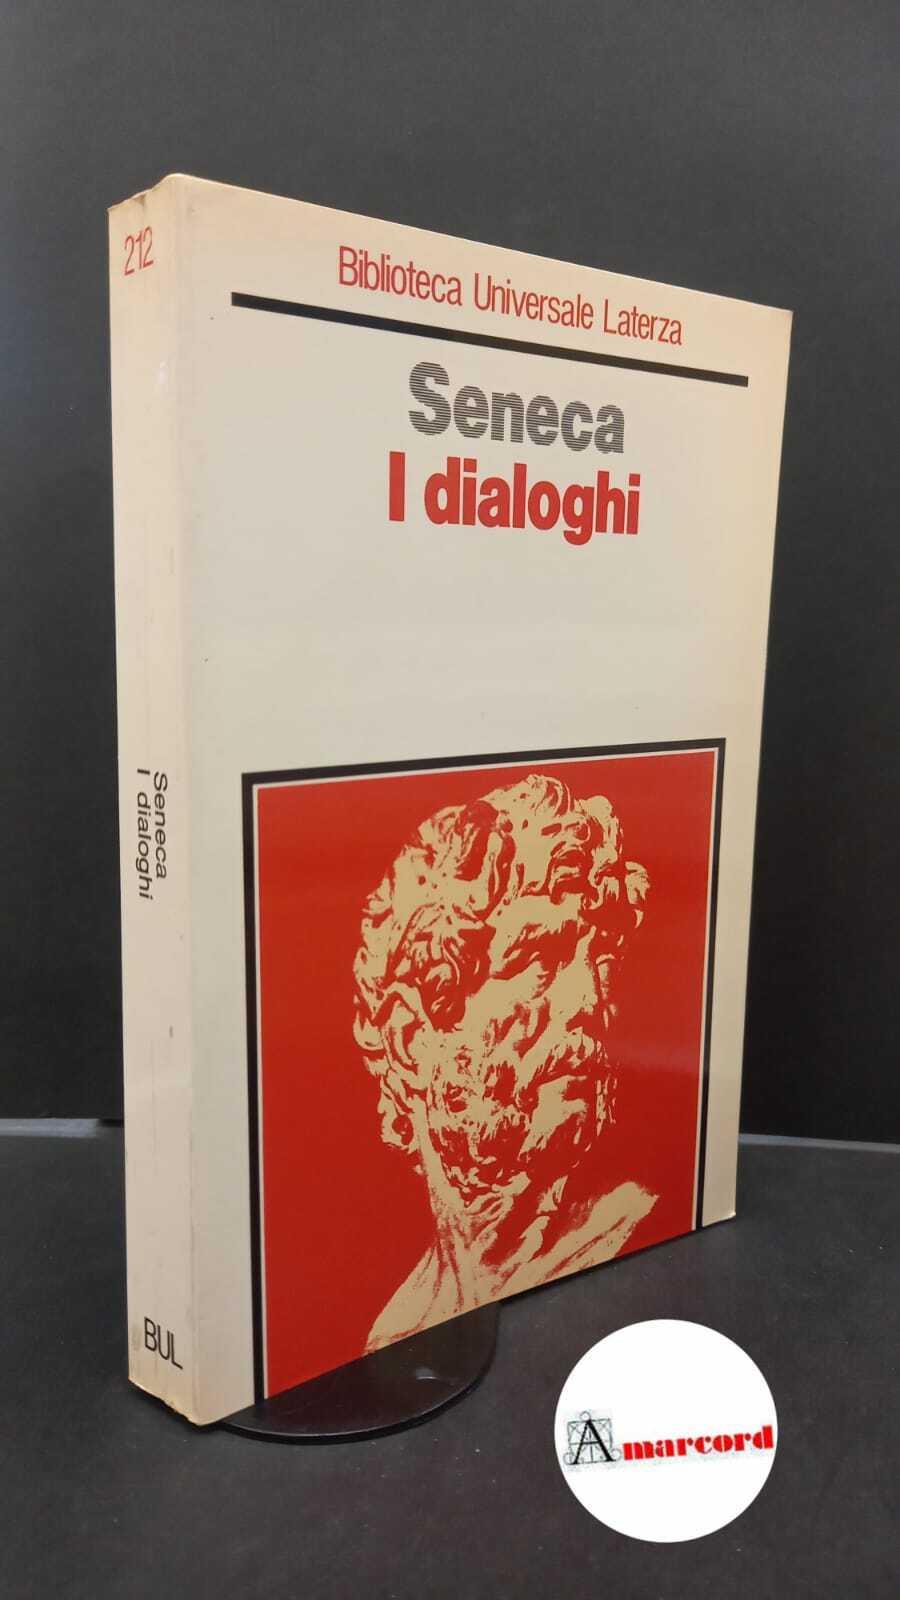 212
Biblioteca Universale Laterza
Seneca
I dialoghi
Seneca
I dialoghi
BUL
Amarcord